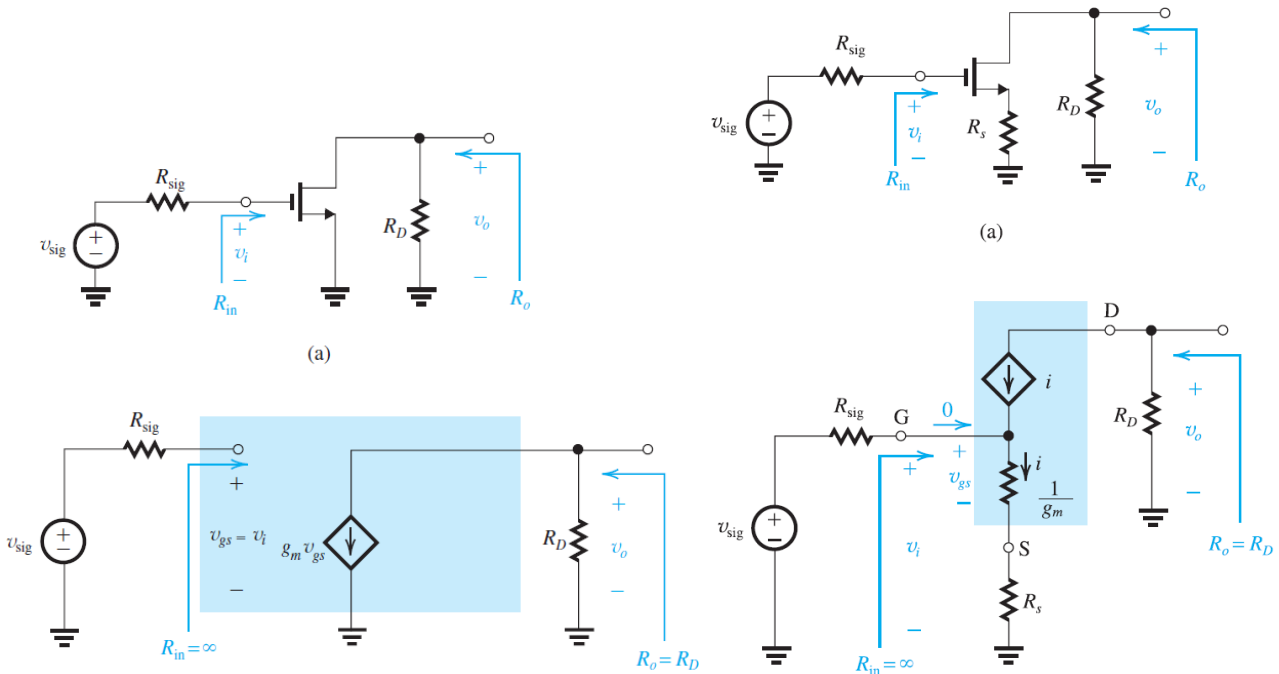 R_sig
v_sig
+
−
+
v_i
−
R_in
R_D
+
v_o
−
R_o
(a)
R_sig
v_sig
+
−
+
v_gs = v_i
−
g_m v_gs
R_D
+
v_o
−
R_in = ∞
R_o = R_D
R_sig
v_sig
+
−
+
v_i
−
R_in
R_s
R_D
+
v_o
−
R_o
(a)
D
i
R_sig
G
0
+
v_gs
−
i
1/g_m
S
R_s
v_sig
+
−
+
v_i
−
R_in = ∞
R_D
+
v_o
−
R_o = R_D